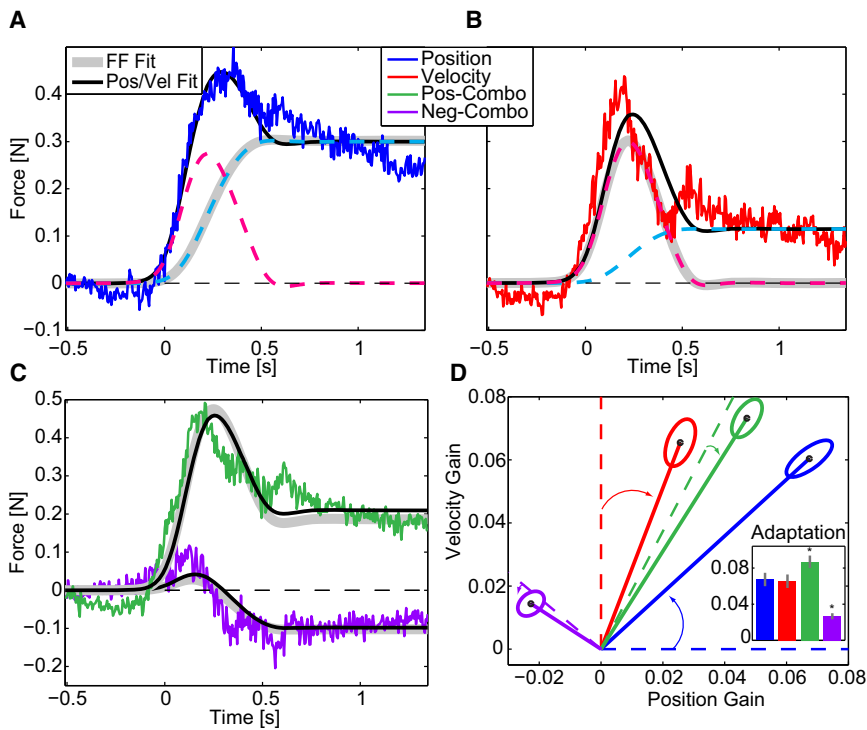 A
B
FF Fit
Pos/Vel Fit
Position
Velocity
Pos-Combo
Neg-Combo
Force [N]
0.4
0.3
0.2
0.1
0
−0.1
−0.5
0
0.5
1
Time [s]
−0.5
0
0.5
1
Time [s]
C
D
Force [N]
0.5
0.4
0.3
0.2
0.1
0
−0.1
−0.2
−0.5
0
0.5
1
Time [s]
Velocity Gain
0.08
0.06
0.04
0.02
0
−0.02
0
0.02
0.04
0.06
0.08
Position Gain
Adaptation
0.08
0.04
0
*
*